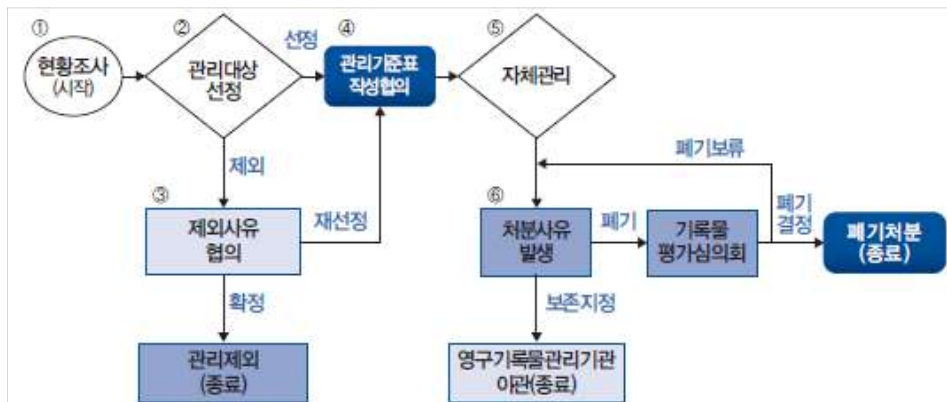 ①
현황조사
(시작)
②
관리대상
선정
선정
④
관리기준표
작성협의
⑤
자체관리
제외
폐기보류
③
제외사유
협의
재선정
⑥
처분사유
발생
폐기
기록물
평가심의회
폐기
결정
폐기처분
(종료)
확정
보존지정
관리제외
(종료)
영구기록물관리기관
이관(종료)